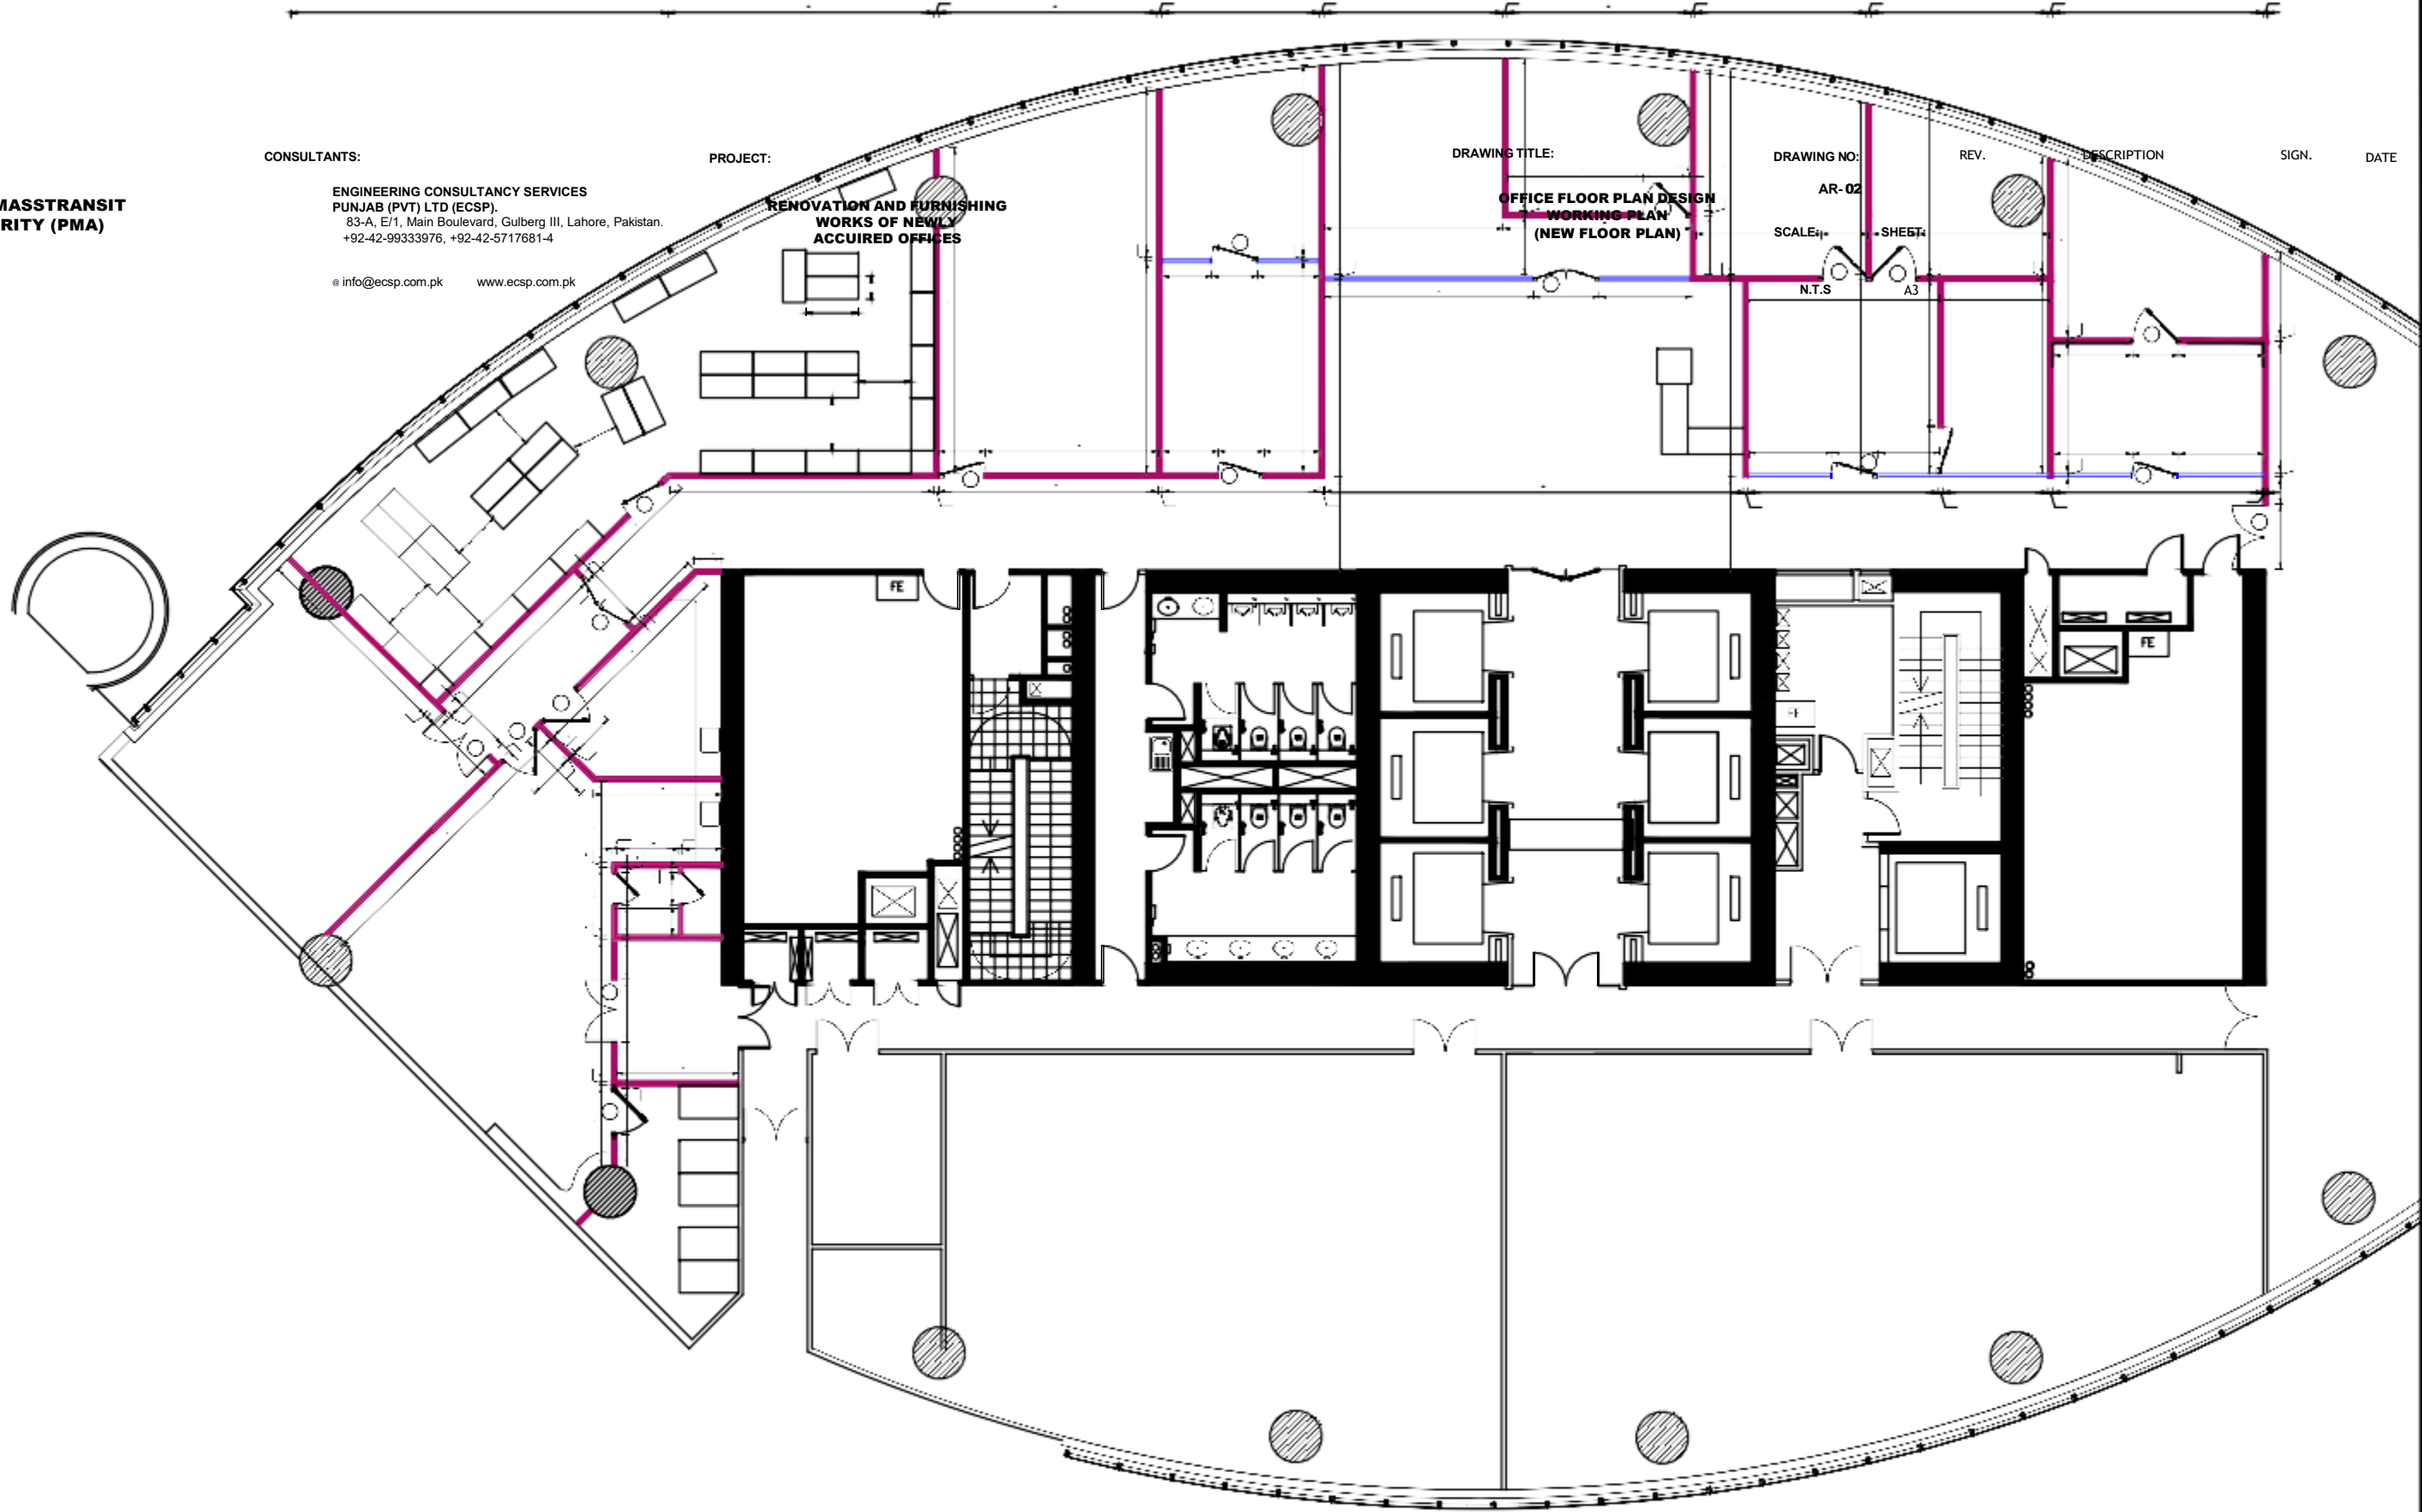 CONSULTANTS:
PROJECT:
DRAWING TITLE:
DRAWING NO:
REV.
DESCRIPTION
SIGN.
DATE
MASSTRANSIT
RITY (PMA)
ENGINEERING CONSULTANCY SERVICES
PUNJAB (PVT) LTD (ECSP).
83-A, E/1, Main Boulevard, Gulberg III, Lahore, Pakistan.
+92-42-99333976, +92-42-5717681-4
@ info@ecsp.com.pk www.ecsp.com.pk
RENOVATION AND FURNISHING
WORKS OF NEWLY
ACCUIRED OFFICES
OFFICE FLOOR PLAN DESIGN
WORKING PLAN
(NEW FLOOR PLAN)
AR- 02
SCALE: SHEET:
N.T.S A3
FE
FE
FE